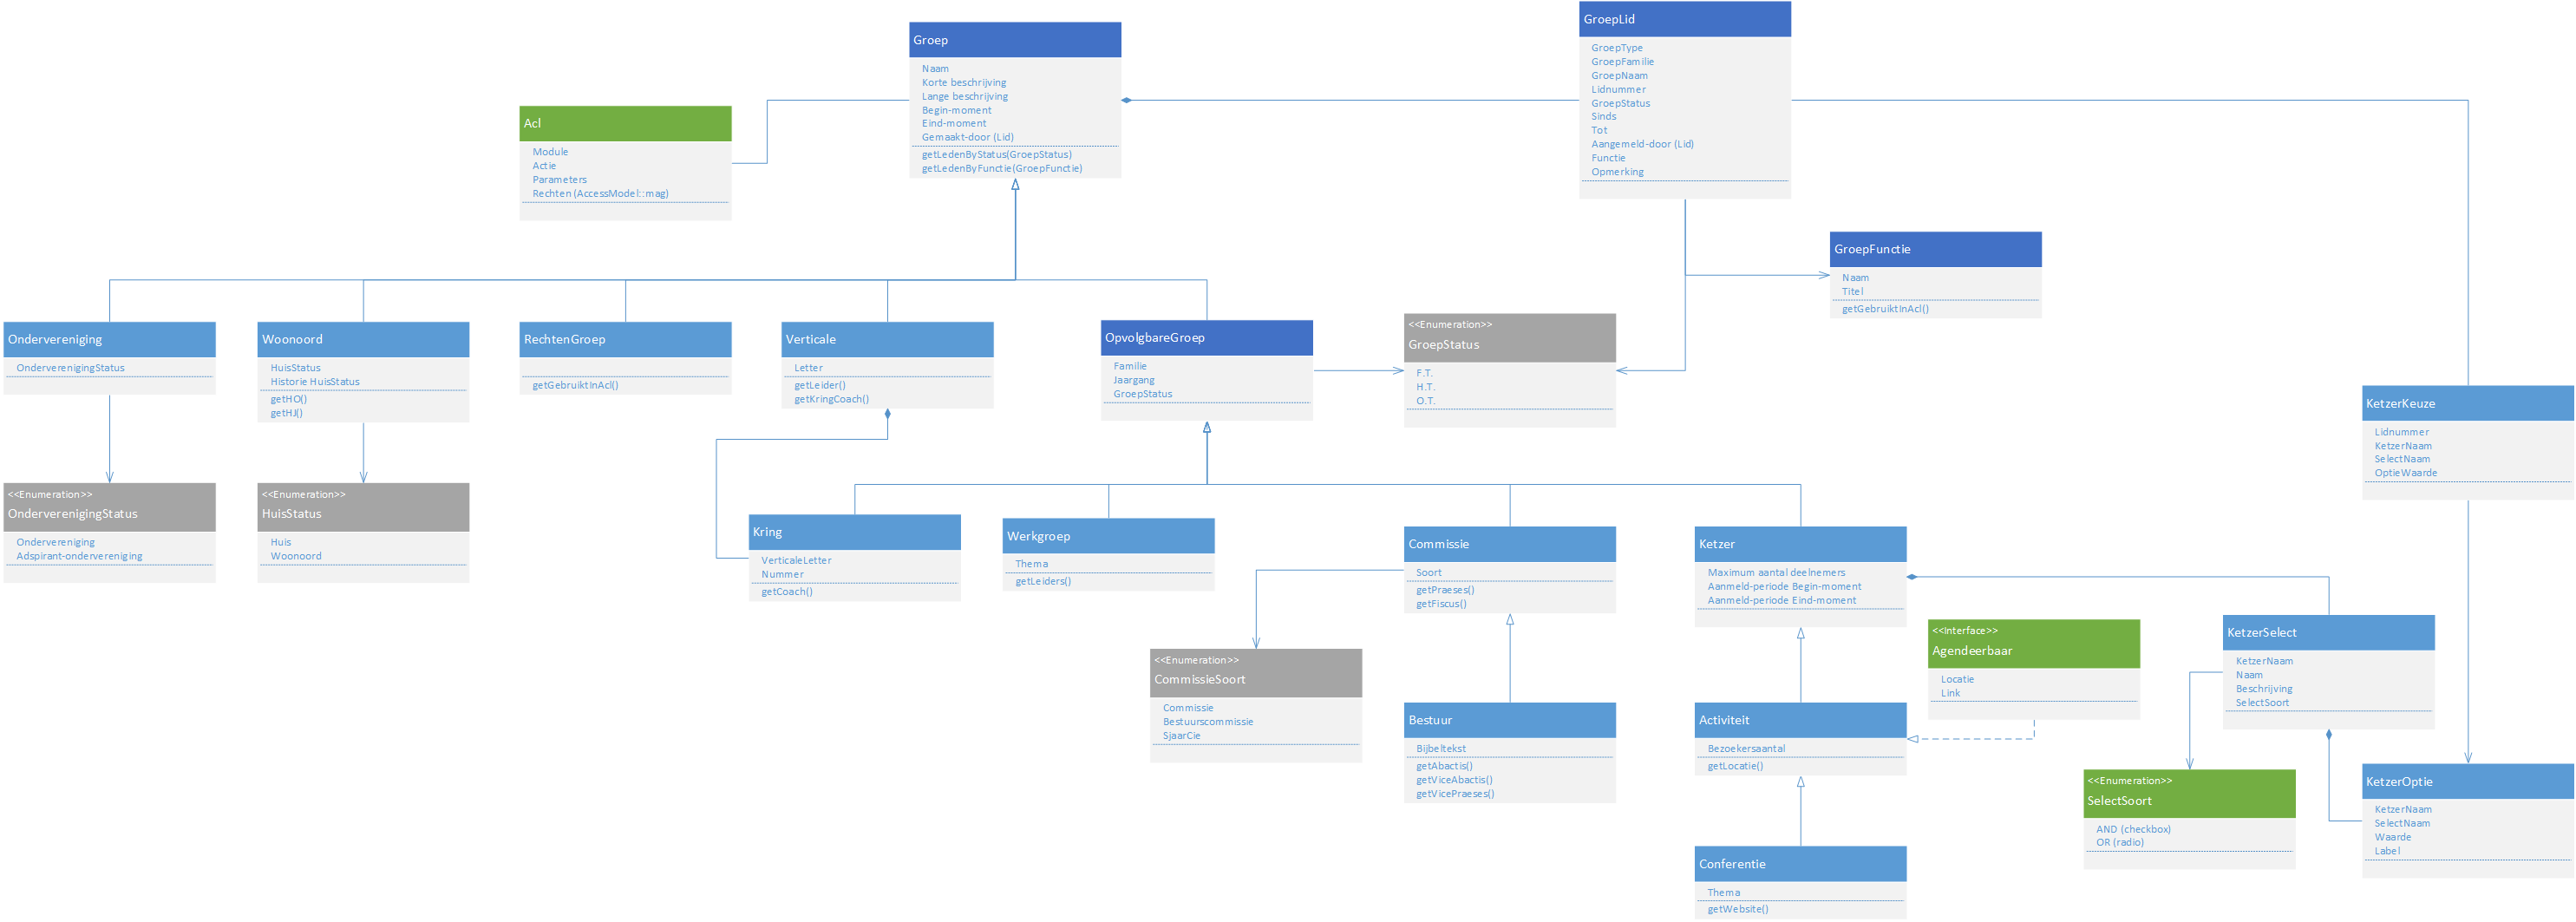 Groep
Naam
Korte beschrijving
Lange beschrijving
Begin-moment
Eind-moment
Gemaakt-door (Lid)
getLedenByStatus(GroepStatus)
getLedenByFunctie(GroepFunctie)
GroepLid
GroepType
GroepFamilie
GroepNaam
Lidnummer
GroepStatus
Sinds
Tot
Aangemeld-door (Lid)
Functie
Opmerking
Acl
Module
Actie
Parameters
Rechten (AccessModel::mag)
GroepFunctie
Naam
Titel
getGebruiktInAcl()
Ondervereniging
OnderverenigingStatus
Woonoord
HuisStatus
Historie HuisStatus
getHO()
getHJ()
RechtenGroep
getGebruiktInAcl()
Verticale
Letter
getLeider()
getKringCoach()
OpvolgbareGroep
Familie
Jaargang
GroepStatus
<<Enumeration>>
GroepStatus
F.T.
H.T.
O.T.
KetzerKeuze
Lidnummer
KetzerNaam
SelectNaam
OptieWaarde
<<Enumeration>>
OnderverenigingStatus
Ondervereniging
Adspirant-ondervereniging
<<Enumeration>>
HuisStatus
Huis
Woonoord
Kring
VerticaleLetter
Nummer
getCoach()
Werkgroep
Thema
getLeiders()
Commissie
Soort
getPraeses()
getFiscus()
Ketzer
Maximum aantal deelnemers
Aanmeld-periode Begin-moment
Aanmeld-periode Eind-moment
<<Enumeration>>
CommissieSoort
Commissie
Bestuurscommissie
SjaarCie
Bestuur
Bijbeltekst
getAbactis()
getViceAbactis()
getVicePraeses()
Activiteit
Bezoekersaantal
getLocatie()
<<Interface>>
Agendeerbaar
Locatie
Link
KetzerSelect
KetzerNaam
Naam
Beschrijving
SelectSoort
<<Enumeration>>
SelectSoort
AND (checkbox)
OR (radio)
KetzerOptie
KetzerNaam
SelectNaam
Waarde
Label
Conferentie
Thema
getWebsite()